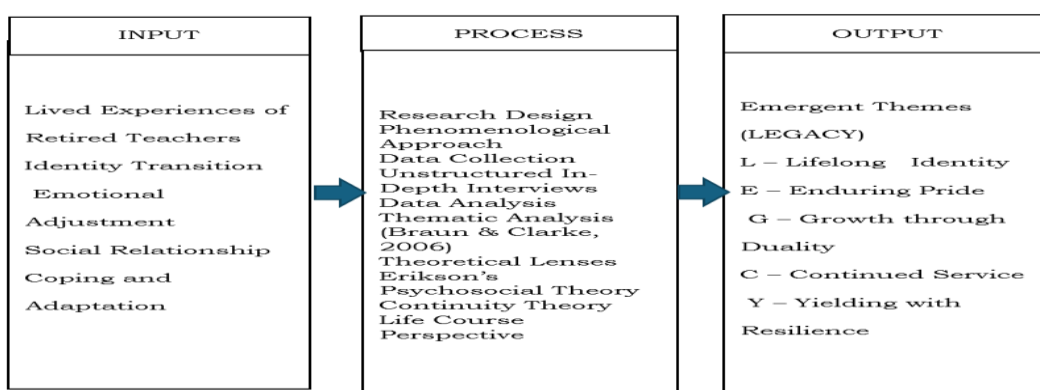 INPUT
Lived Experiences of
Retired Teachers
Identity Transition
Emotional
Adjustment
Social Relationship
Coping and
Adaptation
PROCESS
Research Design
Phenomenological
Approach
Data Collection
Unstructured In-
Depth Interviews
Data Analysis
Thematic Analysis
(Braun & Clarke,
2006)
Theoretical Lenses
Erikson's
Psychosocial Theory
Continuity Theory
Life Course
Perspective
OUTPUT
Emergent Themes
(LEGACY)
L – Lifelong Identity
E – Enduring Pride
G – Growth through
Duality
C – Continued Service
Y – Yielding with
Resilience